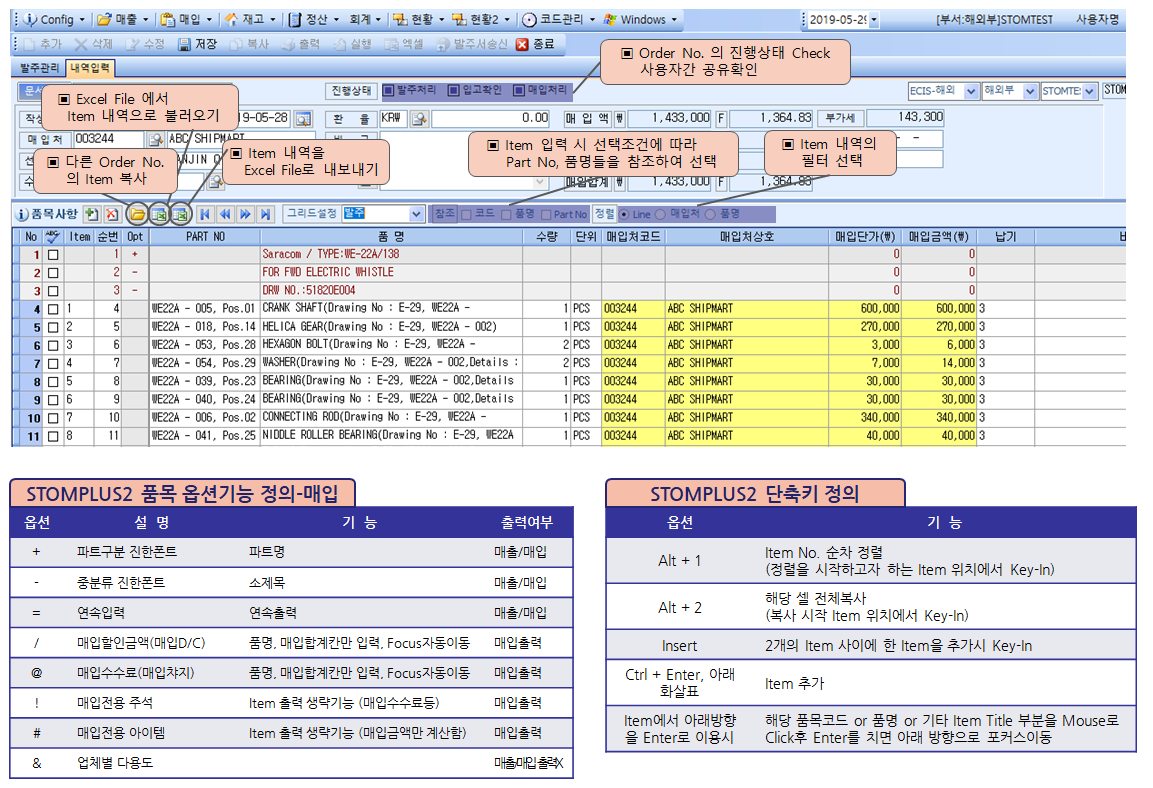 Config 매출 매입 재고 정산 회계 현황 현황2 코드관리 Windows 2019-05-29 [부서:해외부]STOMTEST 사용자명
추가 삭제 수정 저장 복사 출력 실행 엑셀 발주서송신 종료
발주관리 내역입력
▣ Order No. 의 진행상태 Check
사용자간 공유확인
진행상태 발주처리 입고확인 매입처리
ECIS-해외 해외부 STOMTE STOM
▣ Excel File 에서
Item 내역으로 불러오기
19-05-28 환 율 KRW 0.00 매 입 액 ₩ 1,433,000 F 1,364.83 부가세 143,300
매 입 처 003244 ABC SHIPMART
▣ 다른 Order No.
의 Item 복사
▣ Item 내역을
Excel File로 내보내기
▣ Item 입력 시 선택조건에 따라
Part No, 품명들을 참조하여 선택
▣ Item 내역의
필터 선택
매입합계 ₩ 1,433,000 F 1,364.83
품목사항 그리드설정 발주 참조 코드 품명 Part No 정렬 Line 매입처 품명
No Item 순번 Opt PART NO 품 명 수량 단위 매입처코드 매입처상호 매입단가(₩) 매입금액(₩) 납기 비
1 1 + Saracom / TYPE:WE-22A/138 0 0
2 2 - FOR FWD ELECTRIC WHISTLE 0 0
3 3 - DRW NO.:51820E004 0 0
4 1 4 WE22A - 005, Pos.01 CRANK SHAFT(Drawing No : E-29, WE22A - 1 PCS 003244 ABC SHIPMART 600,000 600,000 3
5 2 5 WE22A - 018, Pos.14 HELICA GEAR(Drawing No : E-29, WE22A - 002) 1 PCS 003244 ABC SHIPMART 270,000 270,000 3
6 3 6 WE22A - 053, Pos.28 HEXAGON BOLT(Drawing No : E-29, WE22A - 2 PCS 003244 ABC SHIPMART 3,000 6,000 3
7 4 7 WE22A - 054, Pos.29 WASHER(Drawing No : E-29, WE22A - 002,Details : 2 PCS 003244 ABC SHIPMART 7,000 14,000 3
8 5 8 WE22A - 039, Pos.23 BEARING(Drawing No : E-29, WE22A - 002,Details 1 PCS 003244 ABC SHIPMART 30,000 30,000 3
9 6 9 WE22A - 040, Pos.24 BEARING(Drawing No : E-29, WE22A - 002,Details 1 PCS 003244 ABC SHIPMART 30,000 30,000 3
10 7 10 WE22A - 006, Pos.02 CONNECTING ROD(Drawing No : E-29, WE22A - 1 PCS 003244 ABC SHIPMART 340,000 340,000 3
11 8 11 WE22A - 041, Pos.25 NIDDLE ROLLER BEARING(Drawing No : E-29, WE22A 1 PCS 003244 ABC SHIPMART 40,000 40,000 3
STOMPLUS2 품목 옵션기능 정의-매입
옵션 설 명 기 능 출력여부
+ 파트구분 진한폰트 파트명 매출/매입
- 중분류 진한폰트 소제목 매출/매입
= 연속입력 연속출력 매출/매입
/ 매입할인금액(매입D/C) 품명, 매입합계칸만 입력, Focus자동이동 매입출력
@ 매입수수료(매입챠지) 품명, 매입합계칸만 입력, Focus자동이동 매입출력
! 매입전용 주석 Item 출력 생략기능 (매입수수료등) 매입출력
# 매입전용 아이템 Item 출력 생략기능 (매입금액만 계산함) 매입출력
& 업체별 다용도 매출/매입출력X
STOMPLUS2 단축키 정의
옵션 기 능
Alt + 1 Item No. 순차 정렬
(정렬을 시작하고자 하는 Item 위치에서 Key-In)
Alt + 2 해당 셀 전체복사
(복사 시작 Item 위치에서 Key-In)
Insert 2개의 Item 사이에 한 Item을 추가시 Key-In
Ctrl + Enter, 아래
화살표 Item 추가
Item에서 아래방향 해당 품목코드 or 품명 or 기타 Item Title 부분을 Mouse로
을 Enter로 이용시 Click후 Enter를 치면 아래 방향으로 포커스이동